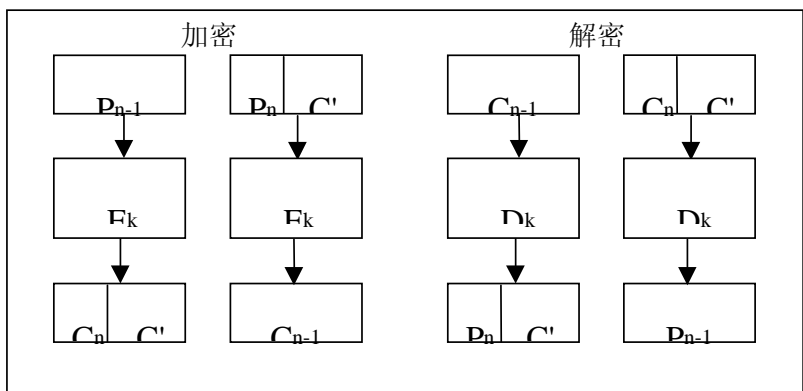 加密 解密
Pn-1 Pn C' Cn-1 Cn C'
Ek Ek Dk Dk
Cn C' Cn-1 Pn C' Pn-1